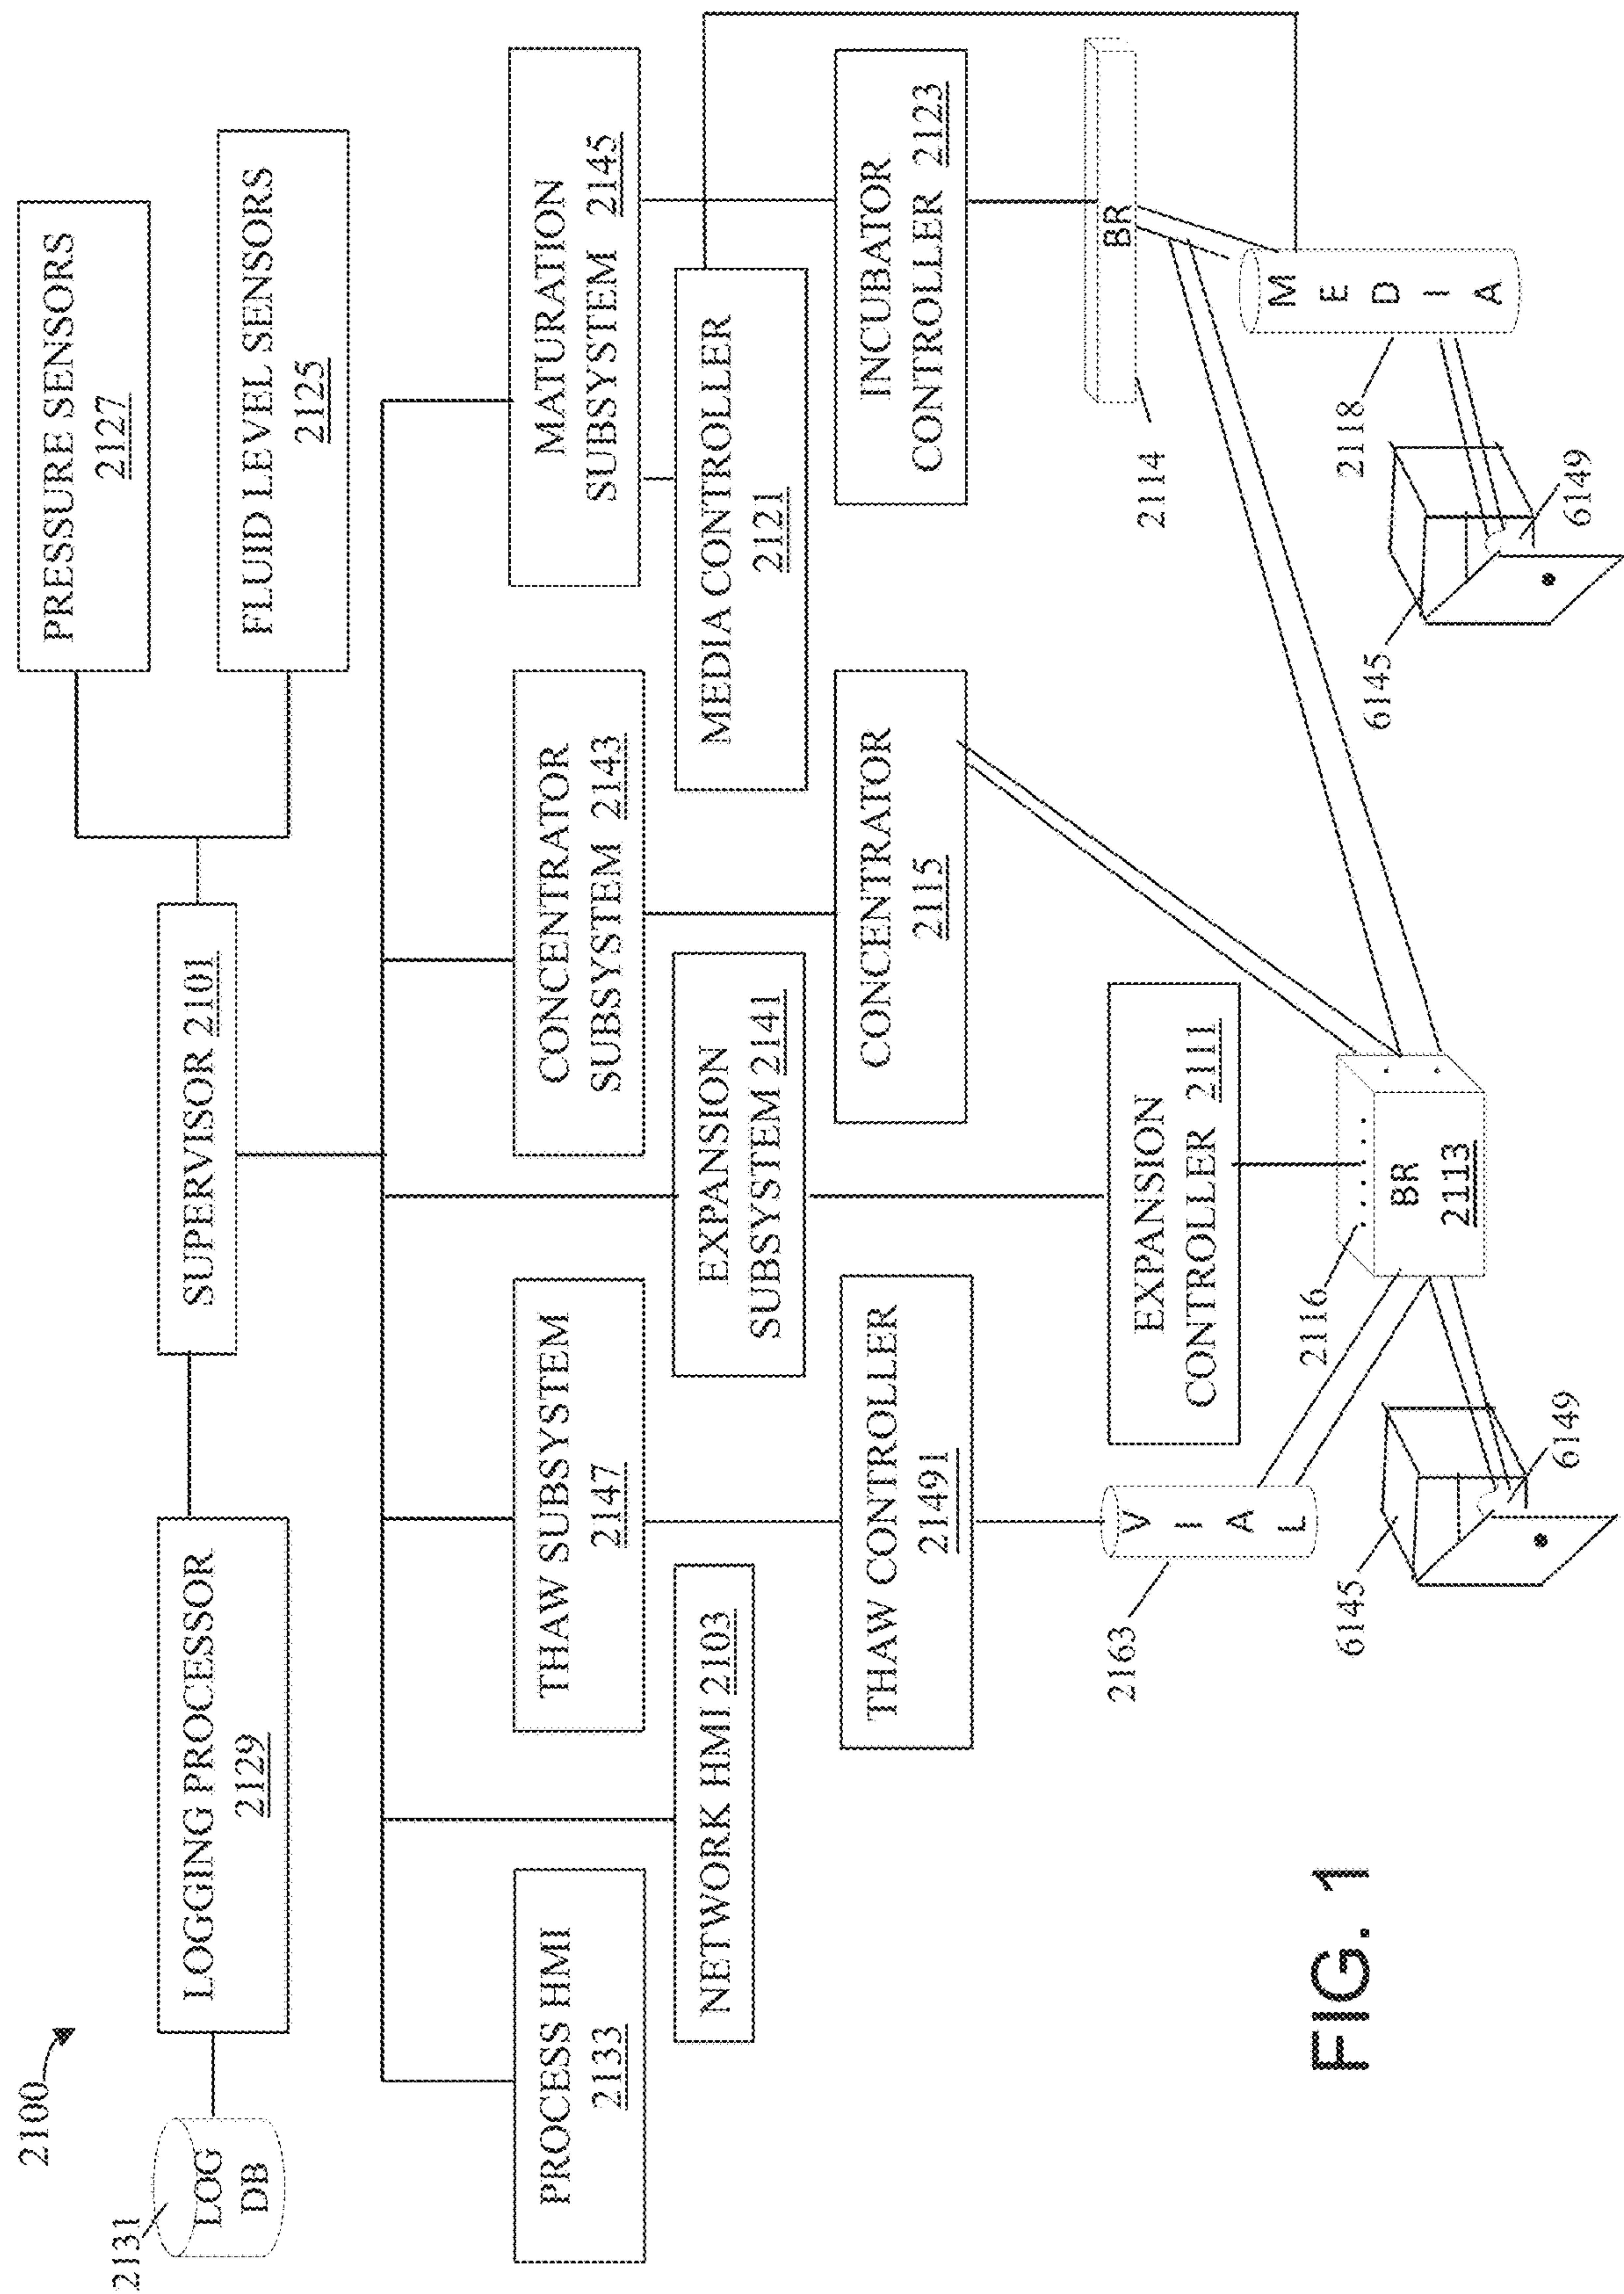 2100
2131
LOG
DB
LOGGING PROCESSOR
2129
SUPERVISOR 2101
PRESSURE SENSORS
2127
FLUID LEVEL SENSORS
2125
PROCESS HMI
2133
NETWORK HMI 2103
THAW SUBSYSTEM
2147
EXPANSION
SUBSYSTEM 2141
CONCENTRATOR
SUBSYSTEM 2143
MATURATION
SUBSYSTEM 2145
MEDIA CONTROLLER
2121
THAW CONTROLLER
21491
CONCENTRATOR
2115
INCUBATOR
CONTROLLER 2123
EXPANSION
CONTROLLER 2111
2163
VIAL
2116
BR
2113
BR
2114
MEDIA
2118
6145
6149
6145
6149
FIG. 1